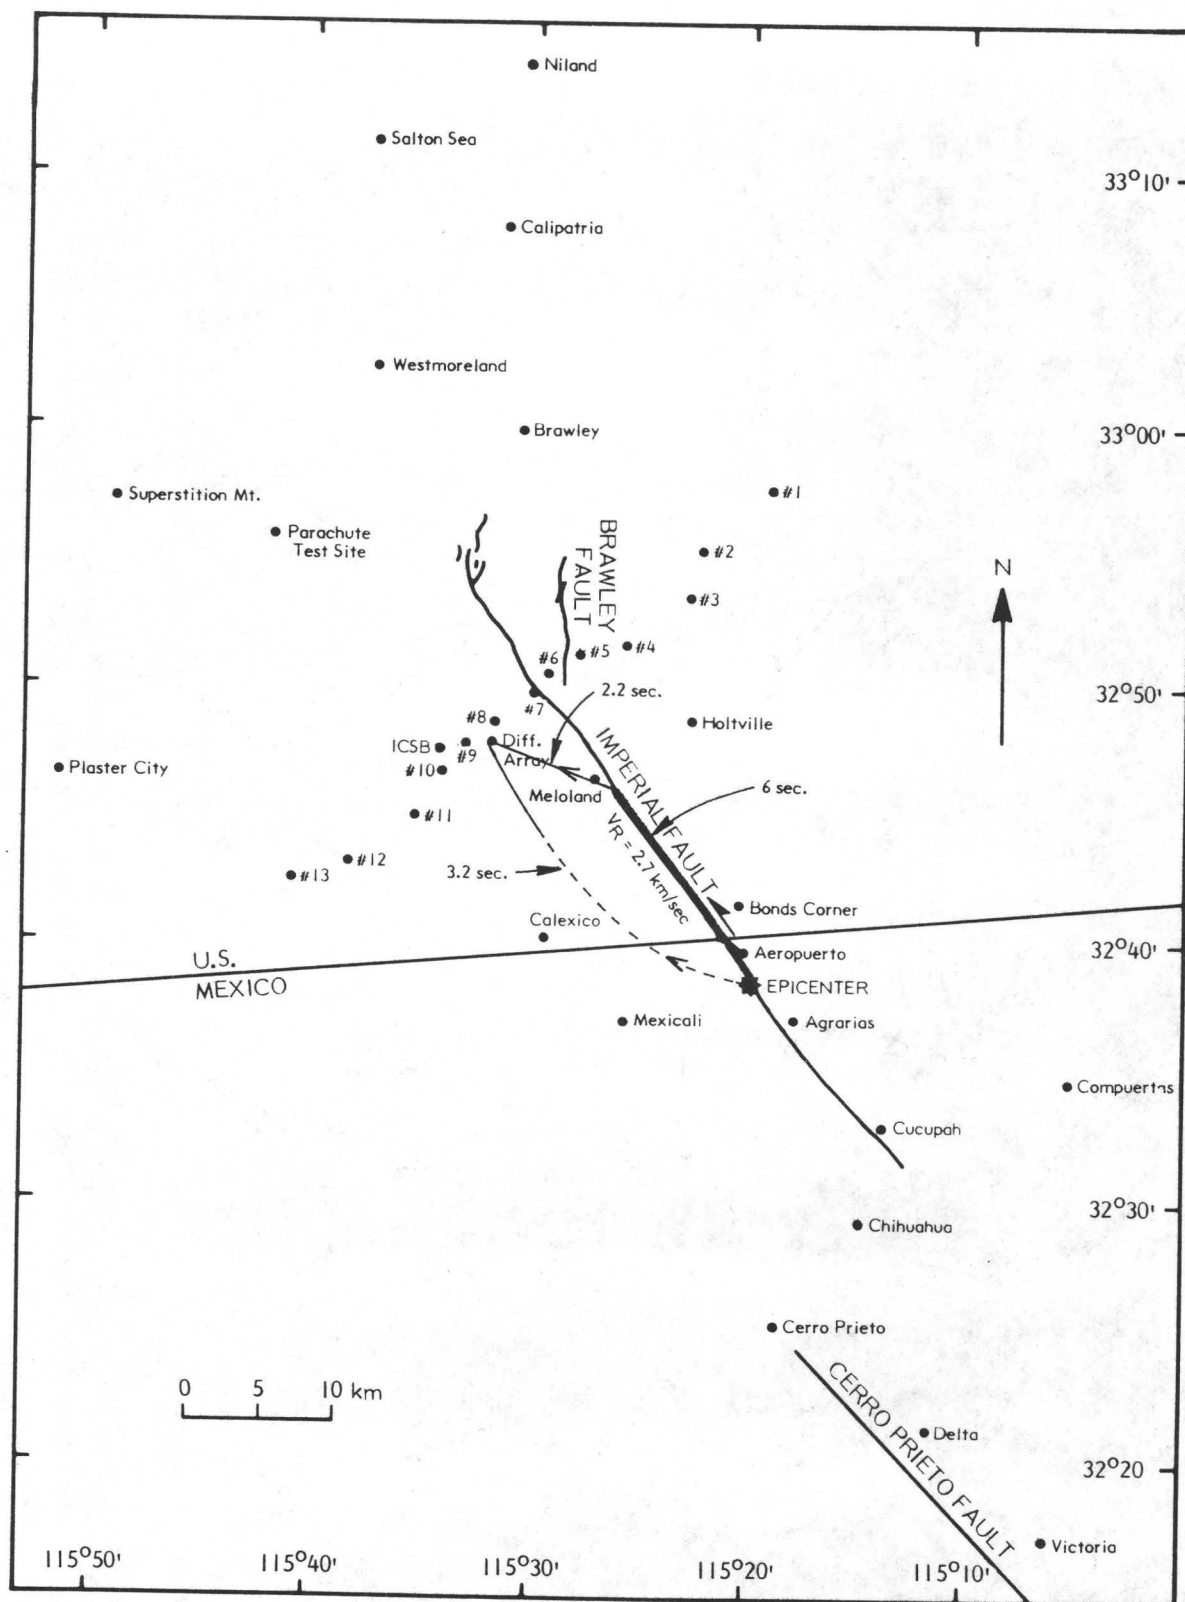 Niland
Salton Sea
33°10'
Calipatria
Westmoreland
Brawley
33°00'
Superstition Mt.
#1
Parachute
Test Site
BRAWLEY
FAULT
#2
N
#3
#6
#5
#4
2.2 sec.
32°50'
#7
#8
Holtville
Diff.
Array
ICSB
#9
IMPERIAL FAULT
Plaster City
#10
Meloland
6 sec.
#11
VR = 2.7 km/sec
#12
3.2 sec.
#13
Bonds Corner
Calexico
Aeropuerto
32°40'
U.S.
MEXICO
EPICENTER
Mexicali
Agrarias
Compuertas
Cucupah
32°30'
Chihuahua
Cerro Prieto
0 5 10 km
CERRO PRIETO FAULT
Delta
32°20
Victoria
115°50' 115°40' 115°30' 115°20' 115°10'